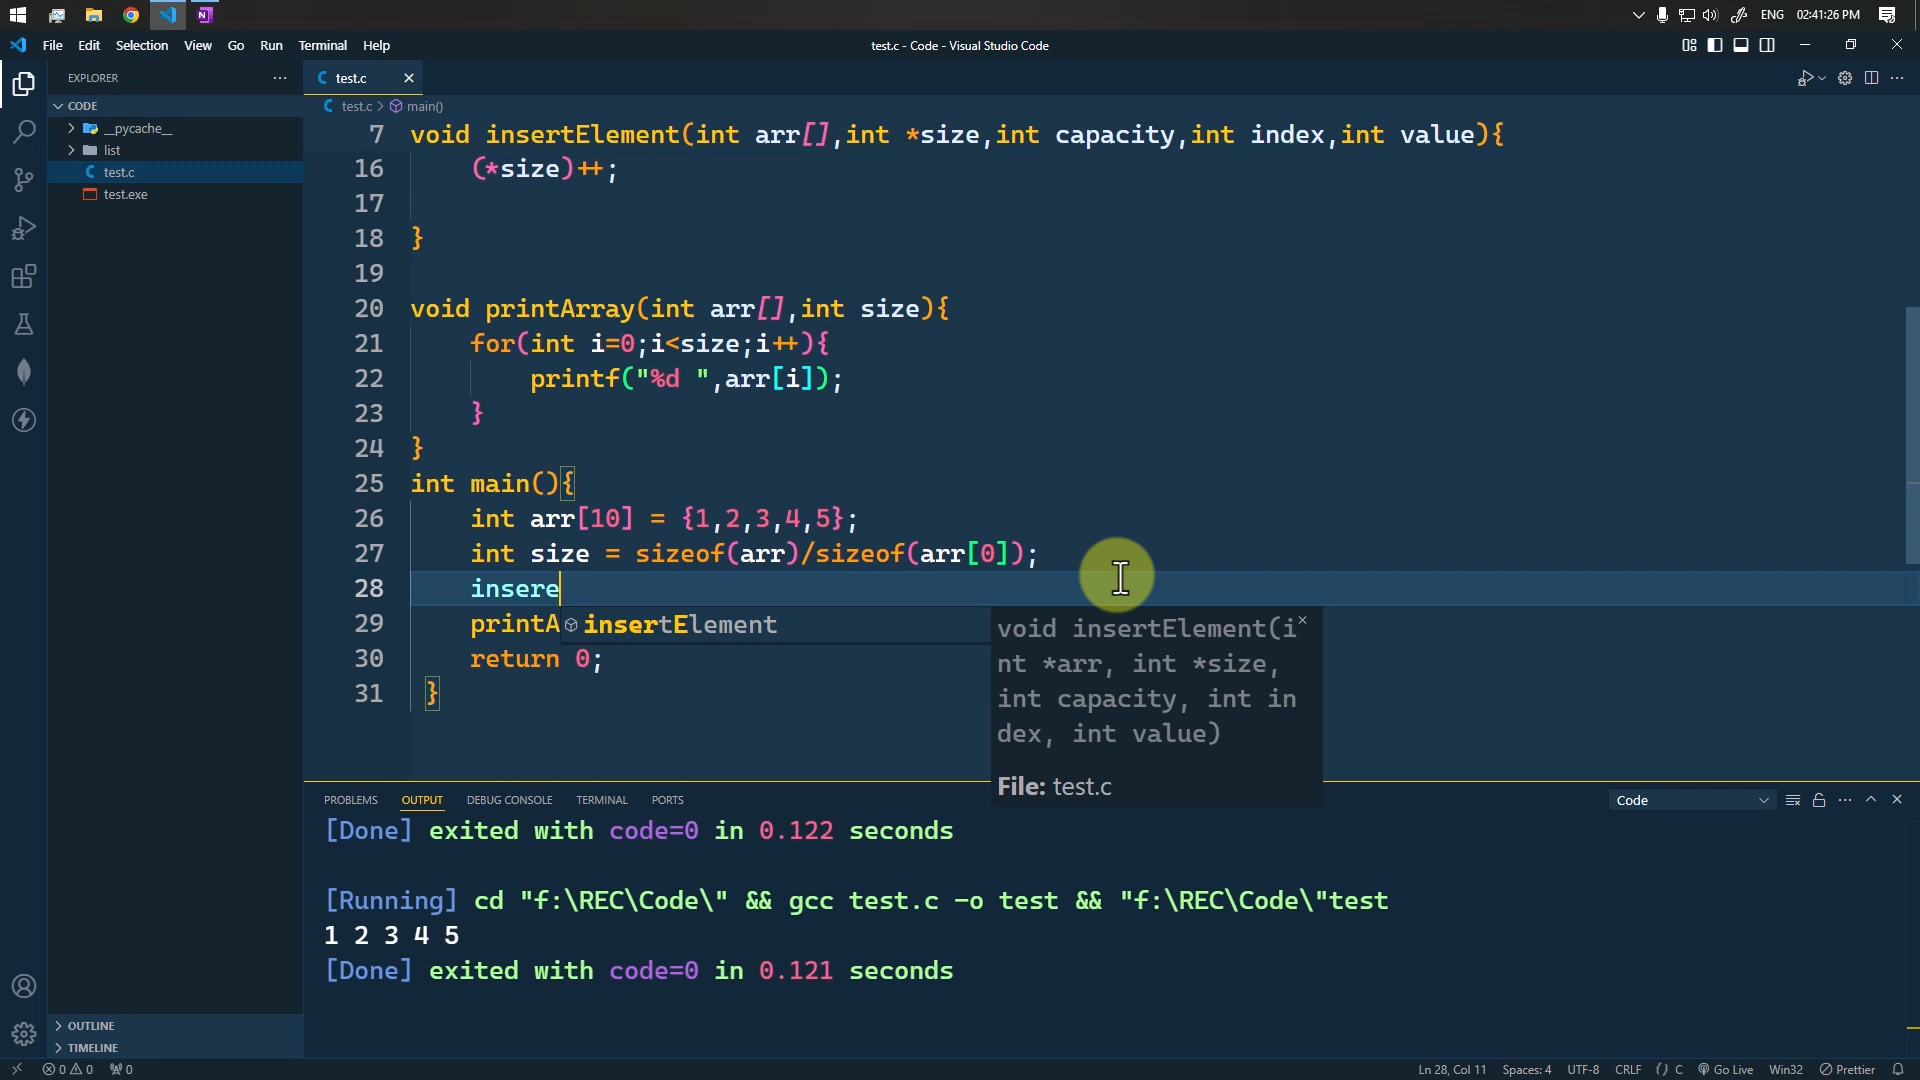 ENG 02:41:26 PM
File Edit Selection View Go Run Terminal Help
test.c - Code - Visual Studio Code
EXPLORER
test.c
CODE
test.c > main()
__pycache__
list
test.c
test.exe
7 void insertElement(int arr[],int *size,int capacity,int index,int value){
16 (*size)++;
17
18 }
19
20 void printArray(int arr[],int size){
21 for(int i=0;i<size;i++){
22 printf("%d ",arr[i]);
23 }
24 }
25 int main(){
26 int arr[10] = {1,2,3,4,5};
27 int size = sizeof(arr)/sizeof(arr[0]);
28 insere
29 printA
insertElement
30 return 0;
31 }
void insertElement(i
nt *arr, int *size,
int capacity, int in
dex, int value)
File: test.c
PROBLEMS OUTPUT DEBUG CONSOLE TERMINAL PORTS
Code
[Done] exited with code=0 in 0.122 seconds
[Running] cd "f:\REC\Code\" && gcc test.c -o test && "f:\REC\Code\"test
1 2 3 4 5
[Done] exited with code=0 in 0.121 seconds
OUTLINE
TIMELINE
0 0 0
Ln 28, Col 11 Spaces: 4 UTF-8 CRLF {} C Go Live Win32 Prettier